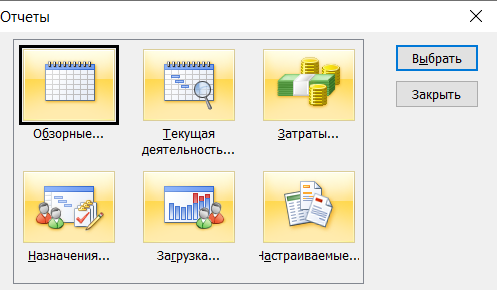 Отчеты
Выбрать
Закрыть
Обзорные...
Текущая
деятельность...
Затраты...
Назначения...
Загрузка...
Настраиваемые...